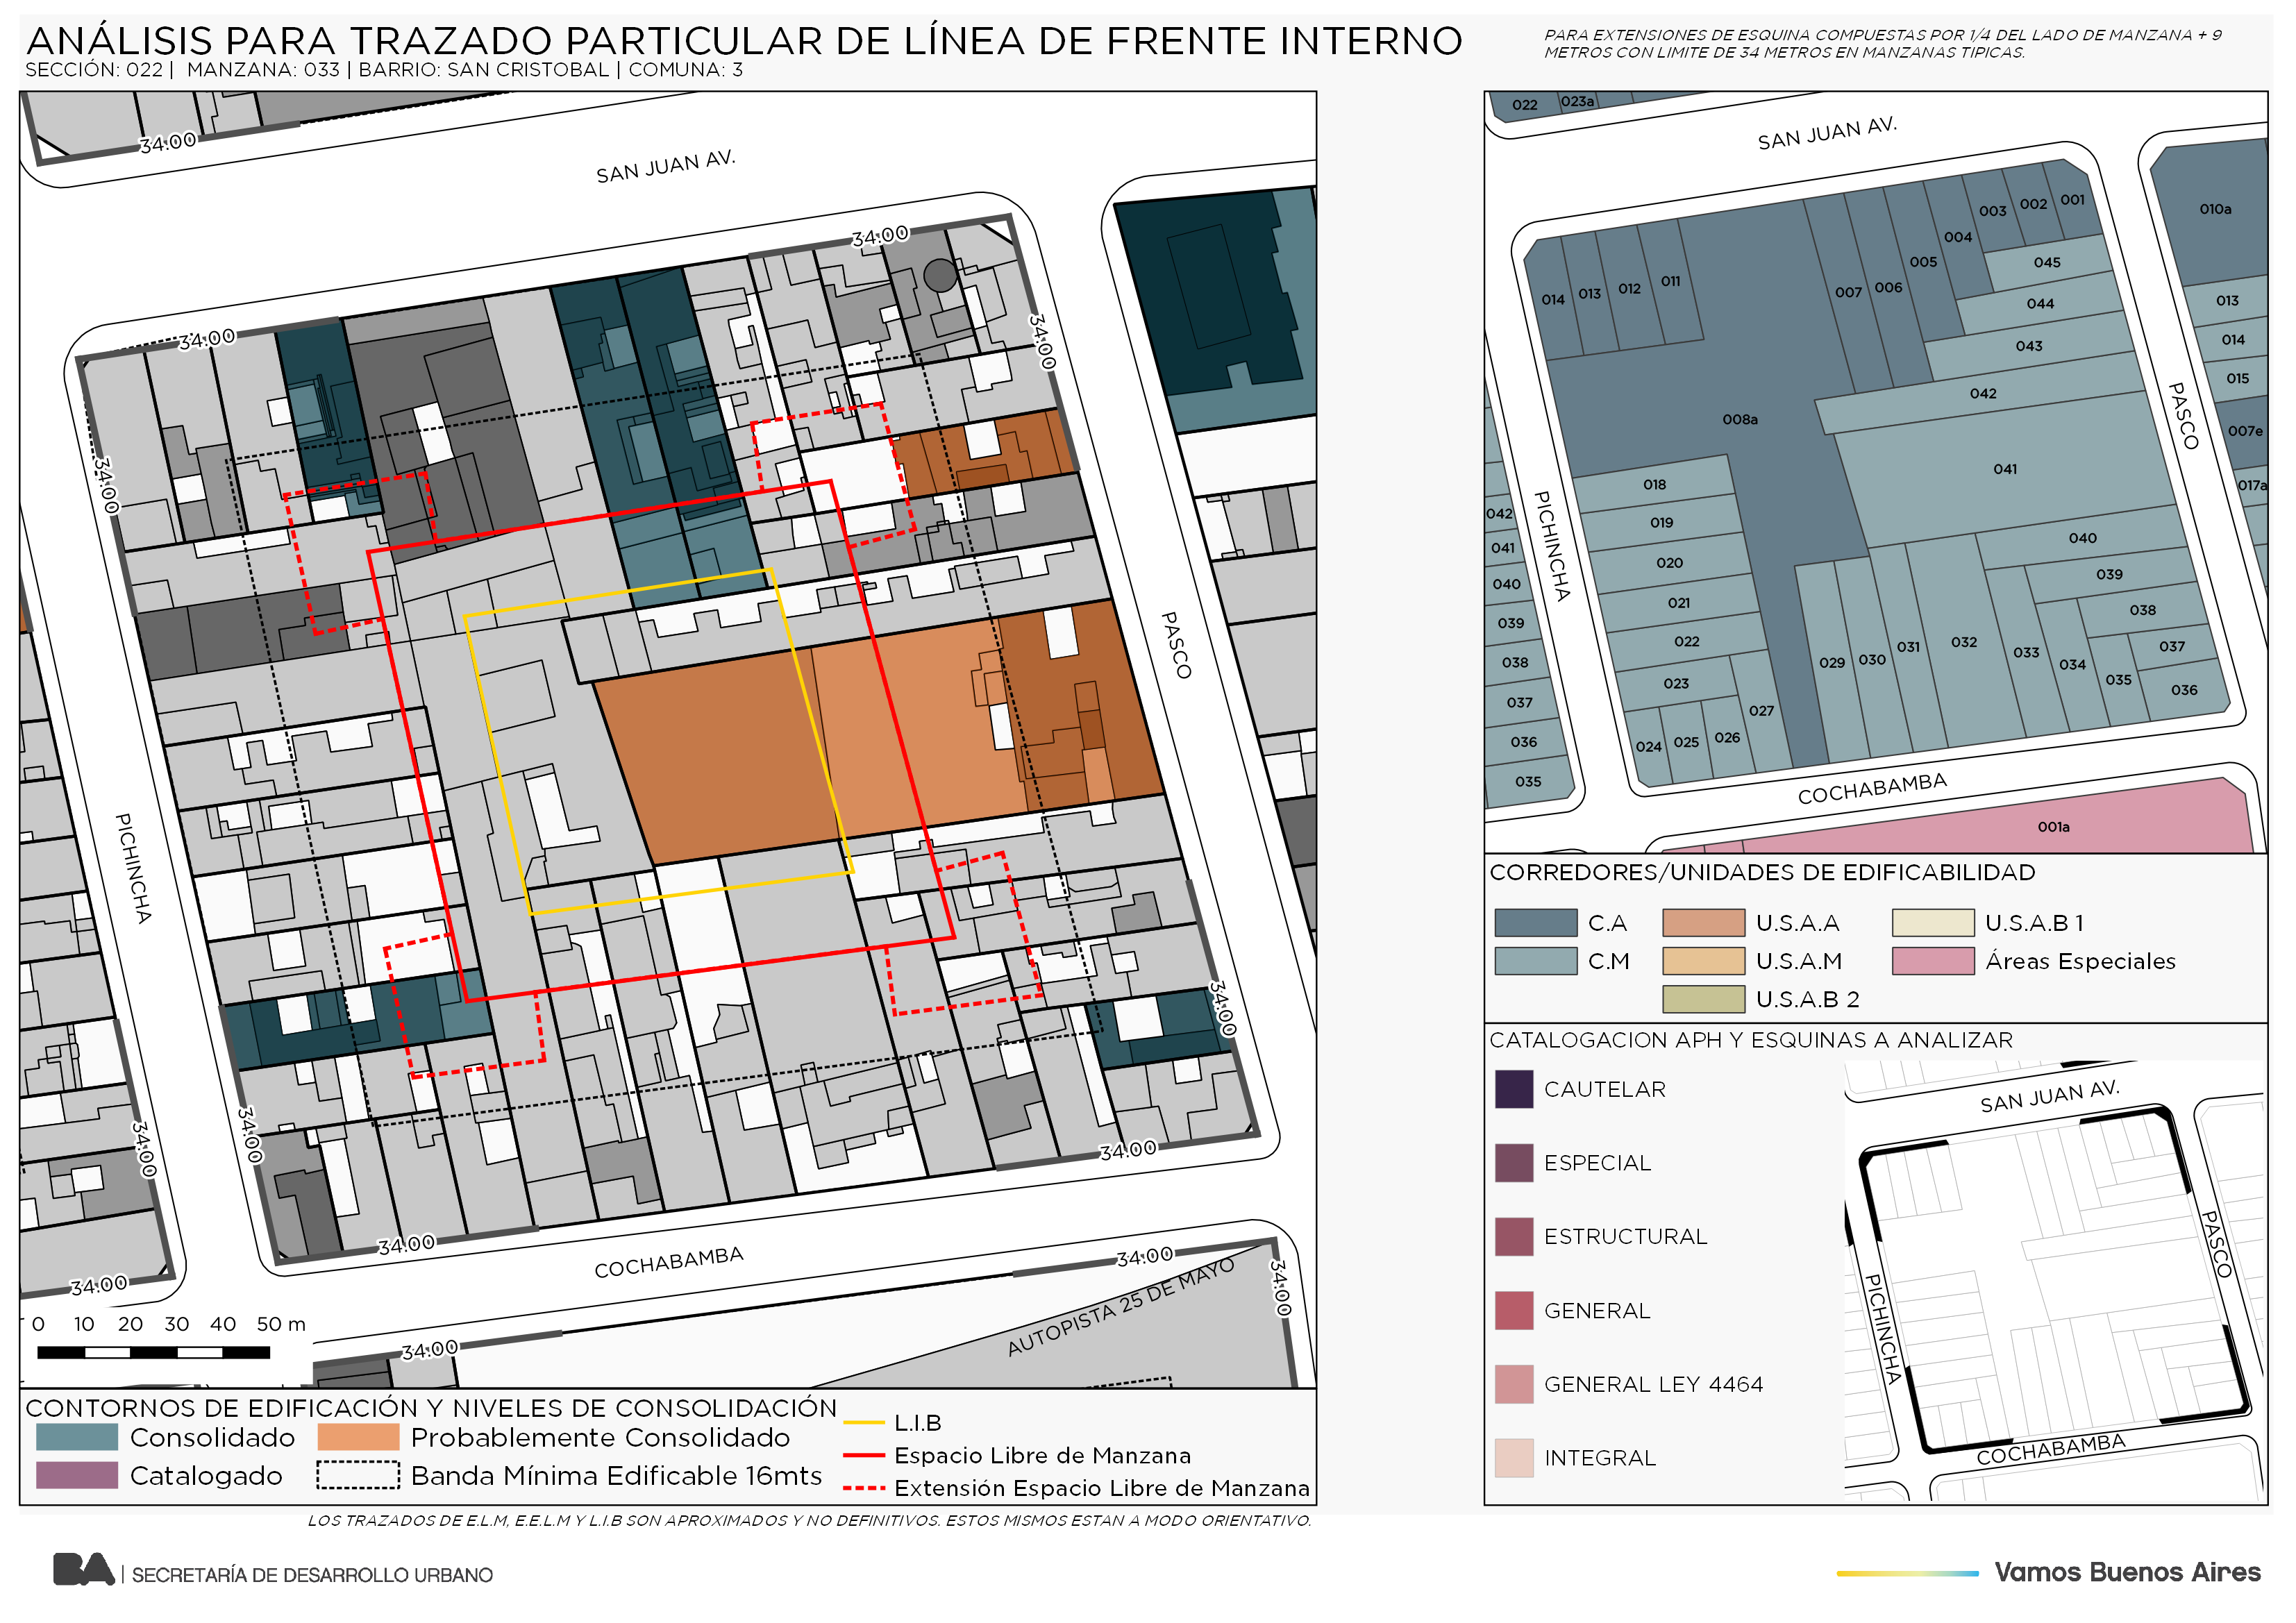 ANÁLISIS PARA TRAZADO PARTICULAR DE LÍNEA DE FRENTE INTERNO
SECCIÓN: 022 | MANZANA: 033 | BARRIO: SAN CRISTOBAL | COMUNA: 3
PARA EXTENSIONES DE ESQUINA COMPUESTAS POR 1/4 DEL LADO DE MANZANA + 9
METROS CON LIMITE DE 34 METROS EN MANZANAS TIPICAS.
34:00
SAN JUAN AV.
34:00
34:00
34:00
34:00
PASCO
PICHINCHA
34:00
34:00
34:00
34:00
34:00
34:00
COCHABAMBA
34:00
34:00
34:00
AUTOPISTA 25 DE MAYO
0 10 20 30 40 50 m
CONTORNOS DE EDIFICACIÓN Y NIVELES DE CONSOLIDACIÓN
Consolidado
Probablemente Consolidado
Catalogado
Banda Mínima Edificable 16mts
L.I.B
Espacio Libre de Manzana
Extensión Espacio Libre de Manzana
LOS TRAZADOS DE E.L.M, E.E.L.M Y L.I.B SON APROXIMADOS Y NO DEFINITIVOS. ESTOS MISMOS ESTAN A MODO ORIENTATIVO.
022 023a
SAN JUAN AV.
014 013 012 011
007 006 005 004 003 002 001
010a
045
044
043
042
041
008a
013
014
015
007e
017a
PASCO
PICHINCHA
018
019
020
021
022
023
024 025 026 027
029 030 031 032 033 034 035
040
039
038
037
036
042
041
040
039
038
037
036
035
COCHABAMBA
001a
CORREDORES/UNIDADES DE EDIFICABILIDAD
C.A
U.S.A.A
U.S.A.B 1
C.M
U.S.A.M
Áreas Especiales
U.S.A.B 2
CATALOGACION APH Y ESQUINAS A ANALIZAR
CAUTELAR
ESPECIAL
ESTRUCTURAL
GENERAL
GENERAL LEY 4464
INTEGRAL
SAN JUAN AV.
PASCO
PICHINCHA
COCHABAMBA
BA | SECRETARÍA DE DESARROLLO URBANO
Vamos Buenos Aires